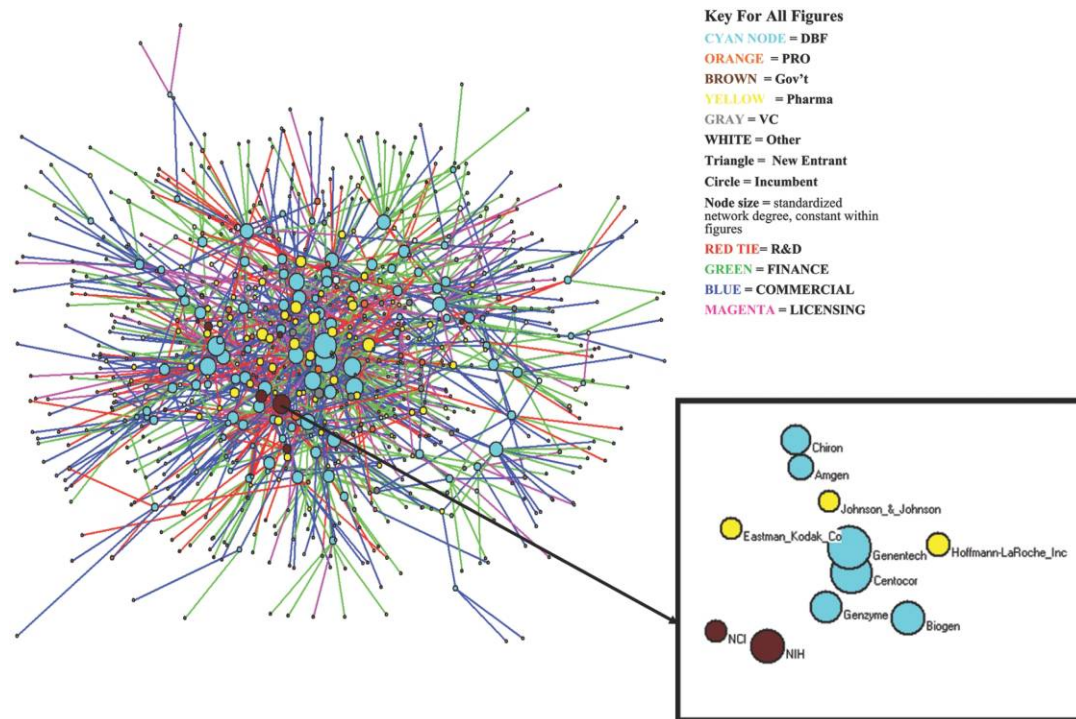 Key For All Figures
CYAN NODE = DBF
ORANGE = PRO
BROWN = Gov't
YELLOW = Pharma
GRAY = VC
WHITE = Other
Triangle = New Entrant
Circle = Incumbent
Node size = standardized
network degree, constant within
figures
RED TIE= R&D
GREEN = FINANCE
BLUE = COMMERCIAL
MAGENTA = LICENSING
Chiron
Amgen
Johnson_&_Johnson
Eastman_Kodak_Co
Hoffmann-LaRoche_Inc
Genentech
Centocor
Genzyme
Biogen
NCI
NIH